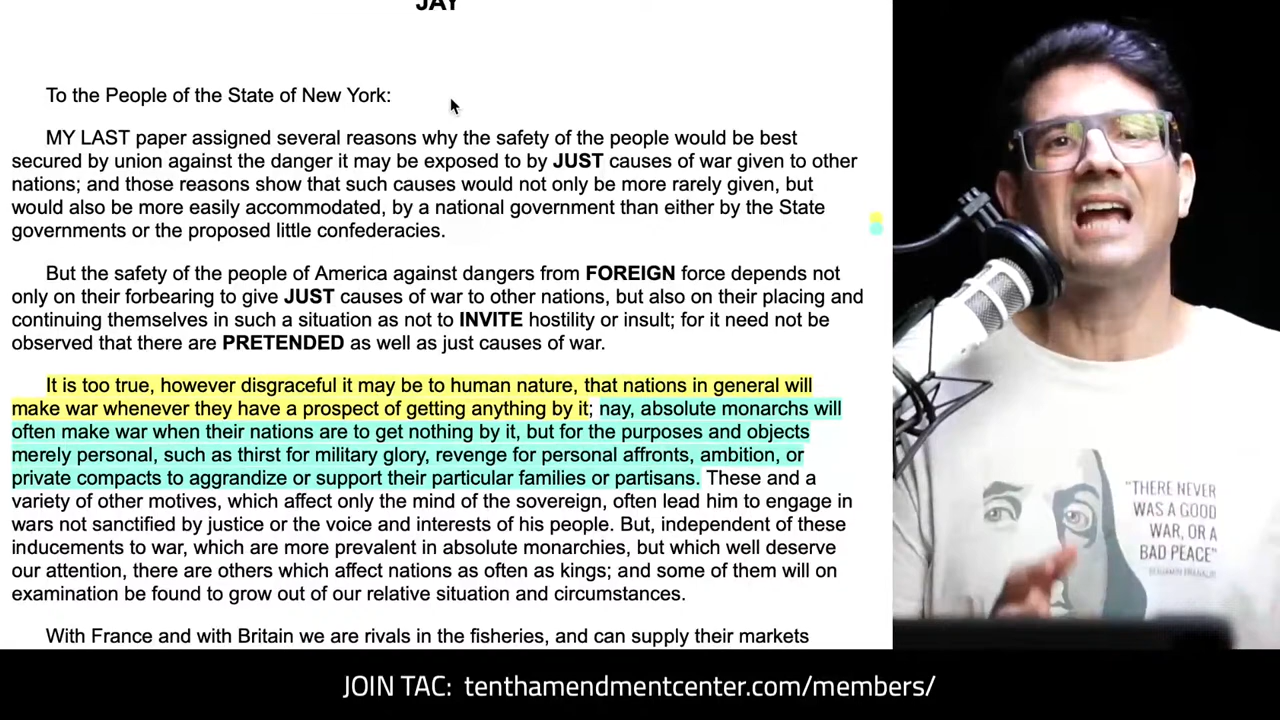 JAY
To the People of the State of New York:
MY LAST paper assigned several reasons why the safety of the people would be best
secured by union against the danger it may be exposed to by JUST causes of war given to other
nations; and those reasons show that such causes would not only be more rarely given, but
would also be more easily accommodated, by a national government than either by the State
governments or the proposed little confederacies.
But the safety of the people of America against dangers from FOREIGN force depends not
only on their forbearing to give JUST causes of war to other nations, but also on their placing and
continuing themselves in such a situation as not to INVITE hostility or insult; for it need not be
observed that there are PRETENDED as well as just causes of war.
It is too true, however disgraceful it may be to human nature, that nations in general will
make war whenever they have a prospect of getting anything by it; nay, absolute monarchs will
often make war when their nations are to get nothing by it, but for the purposes and objects
merely personal, such as thirst for military glory, revenge for personal affronts, ambition, or
private compacts to aggrandize or support their particular families or partisans. These and a
variety of other motives, which affect only the mind of the sovereign, often lead him to engage in
wars not sanctified by justice or the voice and interests of his people. But, independent of these
inducements to war, which are more prevalent in absolute monarchies, but which well deserve
our attention, there are others which affect nations as often as kings; and some of them will on
examination be found to grow out of our relative situation and circumstances.
With France and with Britain we are rivals in the fisheries, and can supply their markets
"THERE NEVER
WAS A GOOD
WAR, OR A
BAD PEACE"
BENJAMIN FRANKLIN
JOIN TAC: tenthamendmentcenter.com/members/